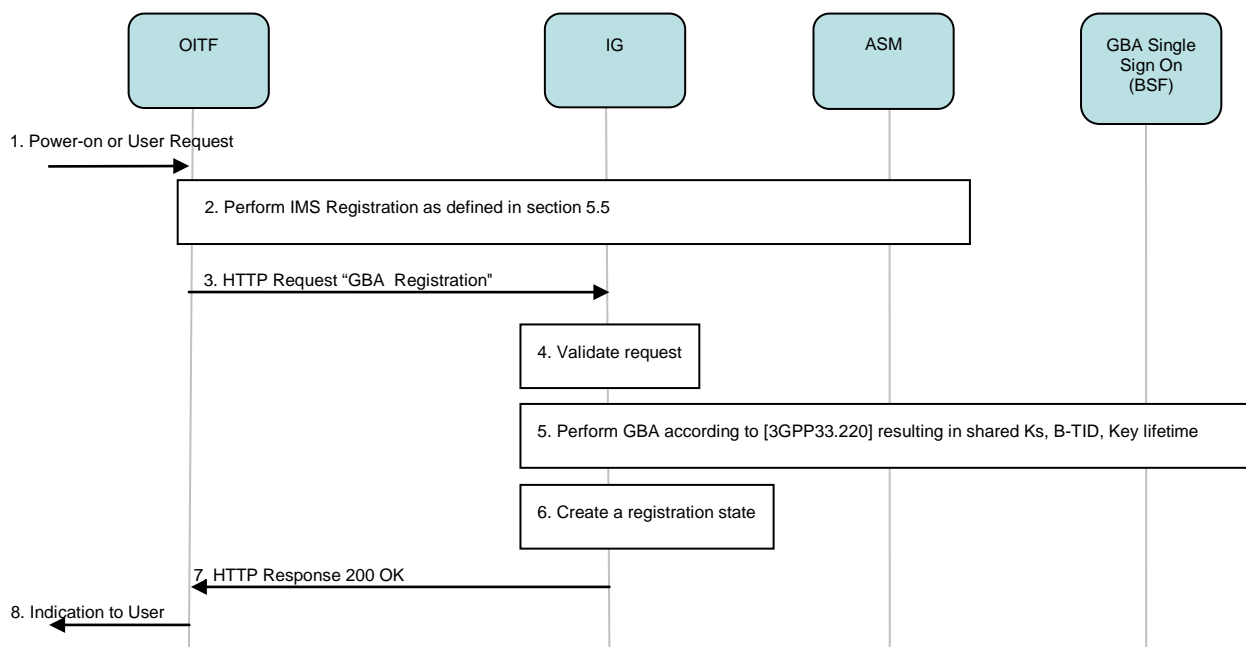 OITF
IG
ASM
GBA Single
Sign On
(BSF)
1. Power-on or User Request
2. Perform IMS Registration as defined in section 5.5
3. HTTP Request “GBA  Registration"
4. Validate request
5. Perform GBA according to [3GPP33.220] resulting in shared Ks, B-TID, Key lifetime
6. Create a registration state
7. HTTP Response 200 OK
8. Indication to User